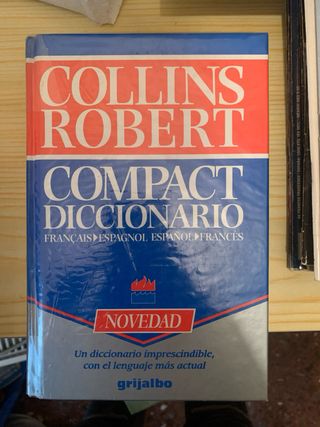 COLLINS
ROBERT
COMPACT
DICCIONARIO
FRANÇAIS▸ESPAGNOL ESPAÑOL▸FRANCÉS
NOVEDAD
Un diccionario imprescindible,
con el lenguaje más actual
grijalbo